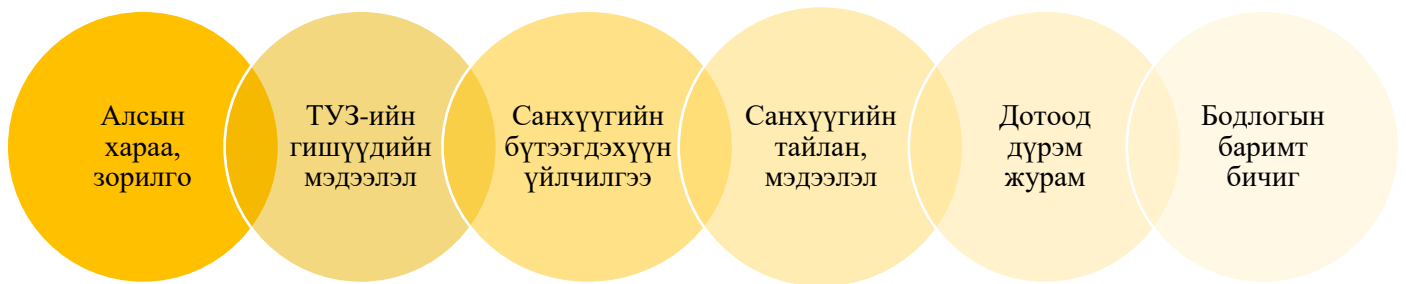 Алсын
хараа,
зорилго
ТУЗ-ийн
гишүүдийн
мэдээлэл
Санхүүгийн
бүтээгдэхүүн
үйлчилгээ
Санхүүгийн
тайлан,
мэдээлэл
Дотоод
дүрэм
журам
Бодлогын
баримт
бичиг